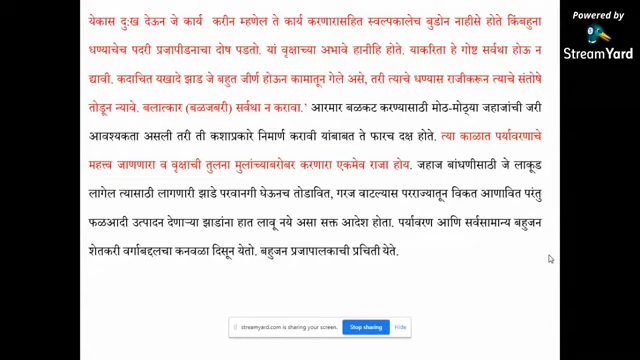 येकास दु:ख देऊन जे कार्य करीन म्हणेल ते कार्य करणारासहित स्वल्पकालेच बुडोन नाहीसे होते किंबहुना
धण्याचेच पदरी प्रजापीडनाचा दोष पडतो. यां वृक्षाच्या अभावे हानीहि होते. याकरिता हे गोष्ट सर्वथा होऊ न
द्यावी. कदाचित यखादे झाड जे बहुत जीर्ण होऊन कामातून गेले असे, तरी त्याचे धण्यास राजीकरून त्याचे संतोषे
तोडून न्यावे. बलात्कार (बळजबरी) सर्वथा न करावा.' आरमार बळकट करण्यासाठी मोठ-मोठ्या जहाजांची जरी
आवश्यकता असली तरी ती कशाप्रकारे निमार्ण करावी यांबाबत ते फारच दक्ष होते. त्या काळात पर्यावरणाचे
महत्त्व जाणणारा व वृक्षाची तुलना मुलांच्याबरोबर करणारा एकमेव राजा होय. जहाज बांधणीसाठी जे लाकूड
लागेल त्यासाठी लागणारी झाडे परवानगी घेऊनच तोडावित, गरज वाटल्यास परराज्यातून विकत आणावित परंतु
फळआदी उत्पादन देणाऱ्या झाडांना हात लावू नये असा सक्त आदेश होता. पर्यावरण आणि सर्वसामान्य बहुजन
शेतकरी वर्गाबद्दलचा कनवळा दिसून येतो. बहुजन प्रजापालकाची प्रचिती येते.
Powered by
StreamYard
streamyard.com is sharing your screen.
Stop sharing
Hide